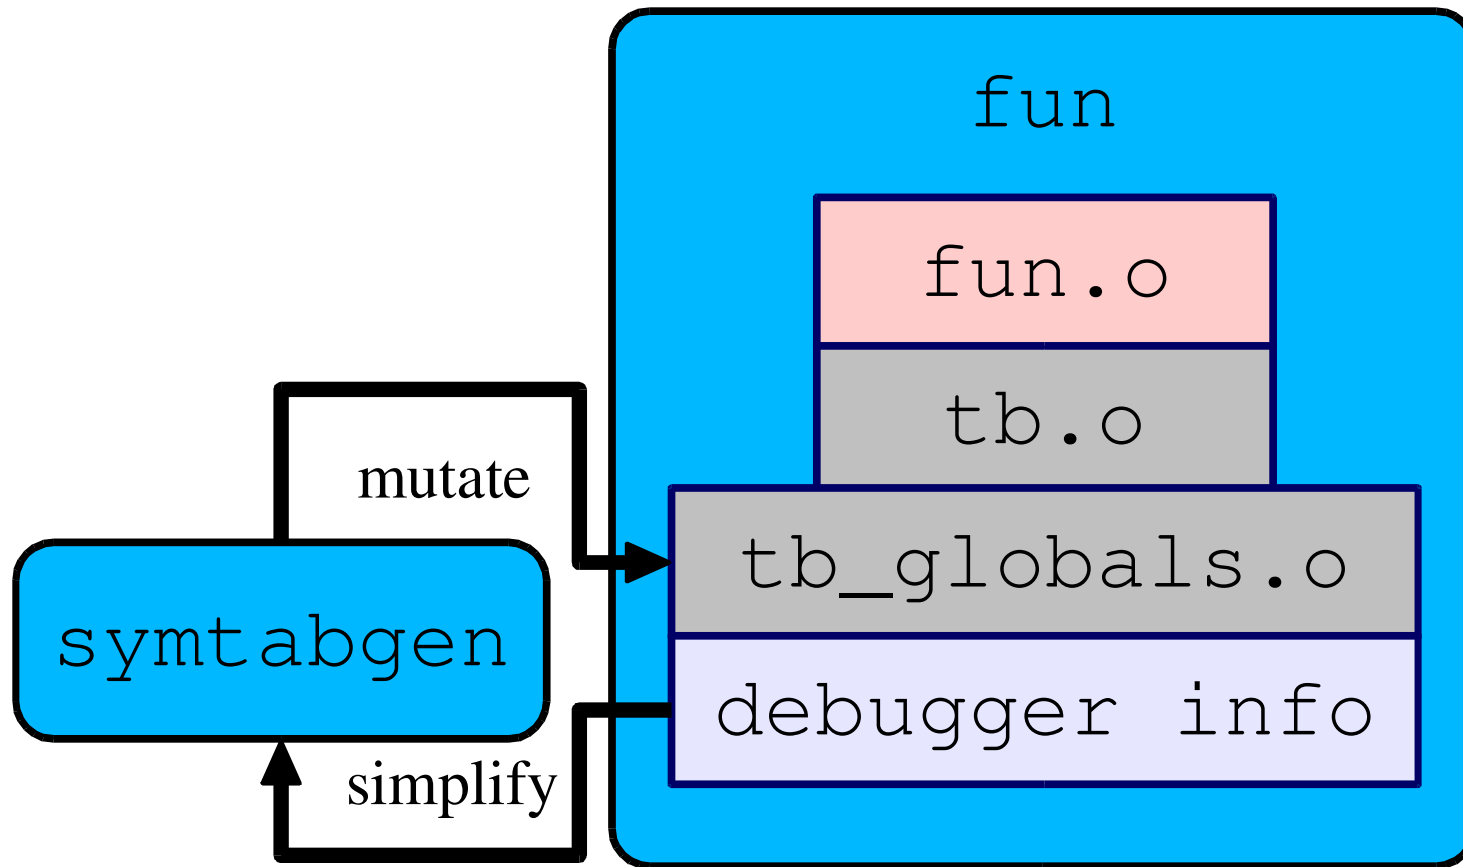 fun
fun.o
tb.o
mutate
tb_globals.o
symtabgen
debugger info
simplify